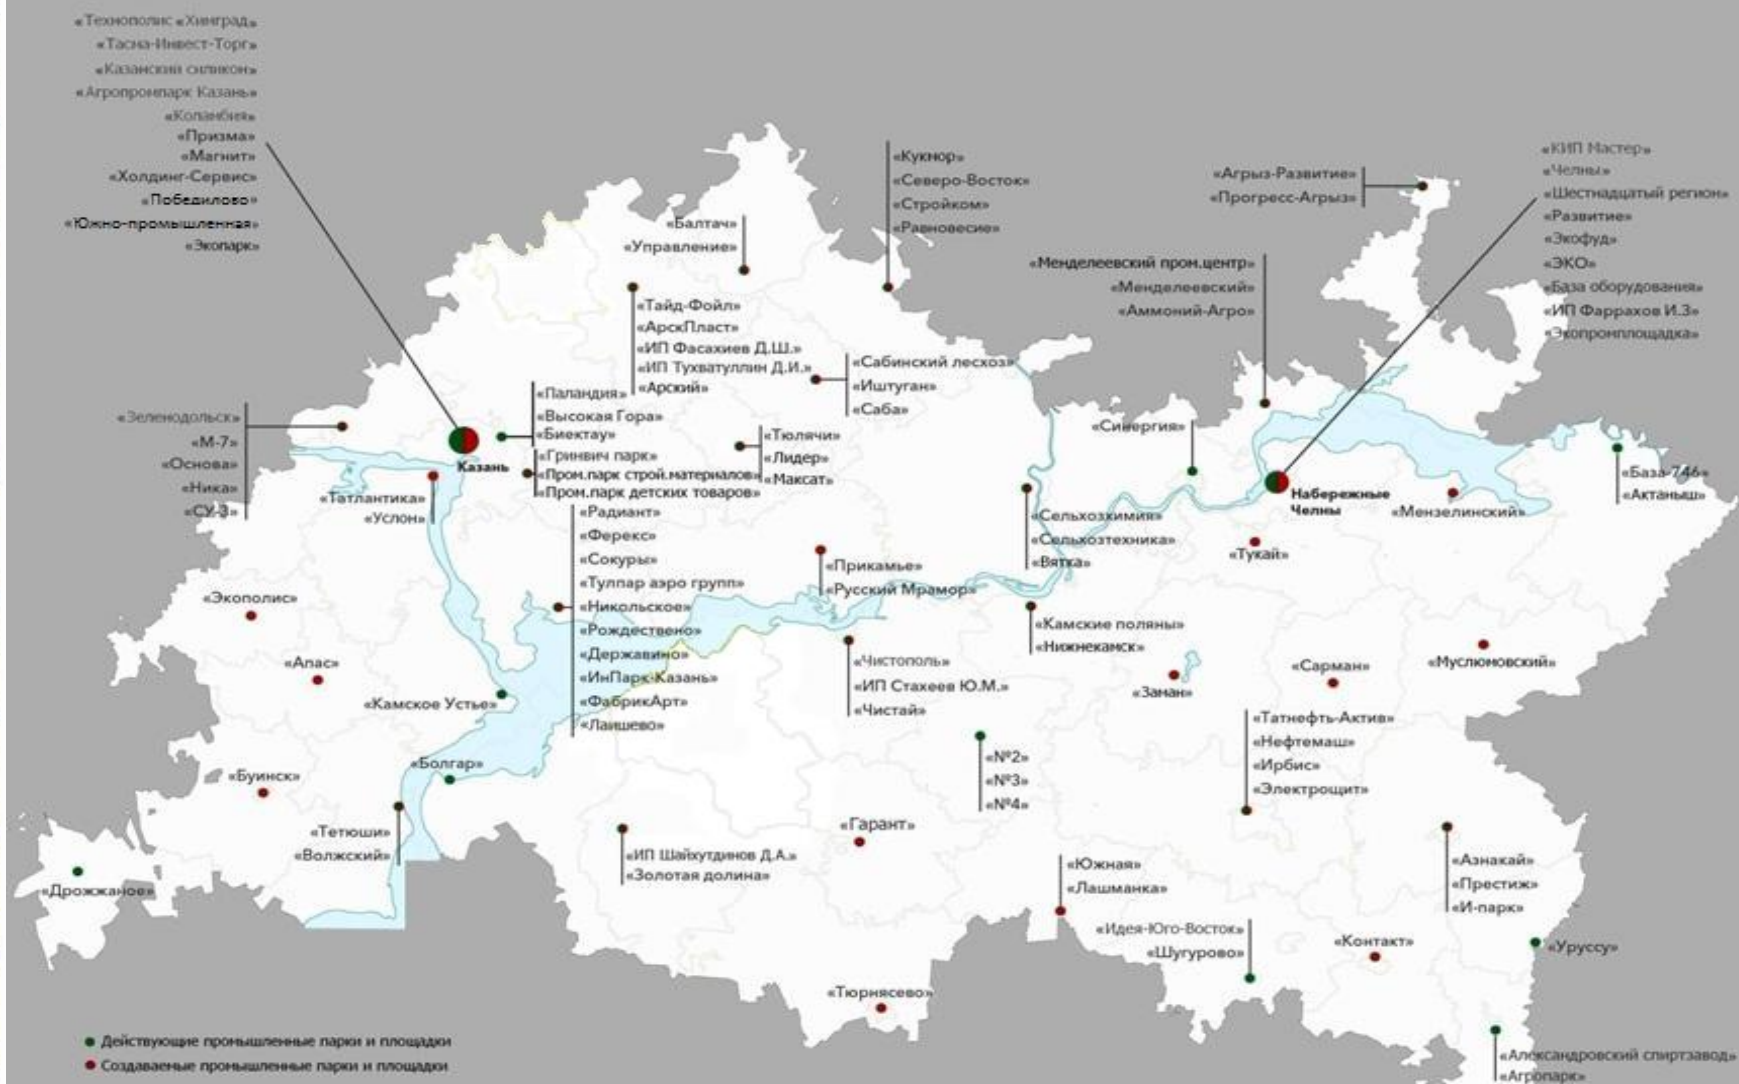 «Технополис «Химград»
«Тасма-Инвест-Торг»
«Казанский силикон»
«Агропромпарк Казань»
«Коламбия»
«Призма»
«Магнит»
«Холдинг-Сервис»
«Победилово»
«Южно-промышленная»
«Экопарк»
«Кукмор»
«Северо-Восток»
«Стройком»
«Равновесие»
«Агрыз-Развитие»
«Прогресс-Агрыз»
«КИП Мастер»
«Челны»
«Шестнадцатый регион»
«Развитие»
«Экофуд»
«ЭКО»
«База оборудования»
«ИП Фаррахов И.З»
«Экопромплощадка»
«Балтач»
«Управление»
«Менделеевский пром.центр»
«Менделеевский»
«Аммоний-Агро»
«Тайд-Фойл»
«АрскПласт»
«ИП Фасахиев Д.Ш.»
«ИП Тухватуллин Д.И.»
«Арский»
«Сабинский лесхоз»
«Иштуган»
«Саба»
«Паландия»
«Высокая Гора»
«Биектау»
«Гринвич парк»
«Пром.парк строй.материалов»
«Пром.парк детских товаров»
«Тюлячи»
«Лидер»
«Максат»
«Зеленодольск»
«М-7»
«Основа»
«Ника»
«СУ-3»
Казань
«Татлантика»
«Услон»
«Синергия»
Набережные
Челны
«Мензелинский»
«База-746»
«Актаныш»
«Радиант»
«Ферекс»
«Сокуры»
«Тулпар аэро групп»
«Никольское»
«Рождествено»
«Державино»
«ИнПарк-Казань»
«ФабрикАрт»
«Лаишево»
«Сельхозхимия»
«Сельхозтехника»
«Вятка»
«Тукай»
«Прикамье»
«Русский Мрамор»
«Экополис»
«Камские поляны»
«Нижнекамск»
«Апас»
«Чистополь»
«ИП Стахеев Ю.М.»
«Чистай»
«Заман»
«Сарман»
«Муслюмовский»
«Камское Устье»
«Татнефть-Актив»
«Нефтемаш»
«Ирбис»
«Электрощит»
«Болгар»
«Буинск»
«№2»
«№3»
«№4»
«Тетюши»
«Волжский»
«Гарант»
«ИП Шайхутдинов Д.А.»
«Золотая долина»
«Дрожжаное»
«Южная»
«Лашманка»
«Азнакай»
«Престиж»
«И-парк»
«Идея-Юго-Восток»
«Шугурово»
«Контакт»
«Уруссу»
«Тюрнясево»
«Александровский спиртзавод»
«Агропарк»
Действующие промышленные парки и площадки
Создаваемые промышленные парки и площадки